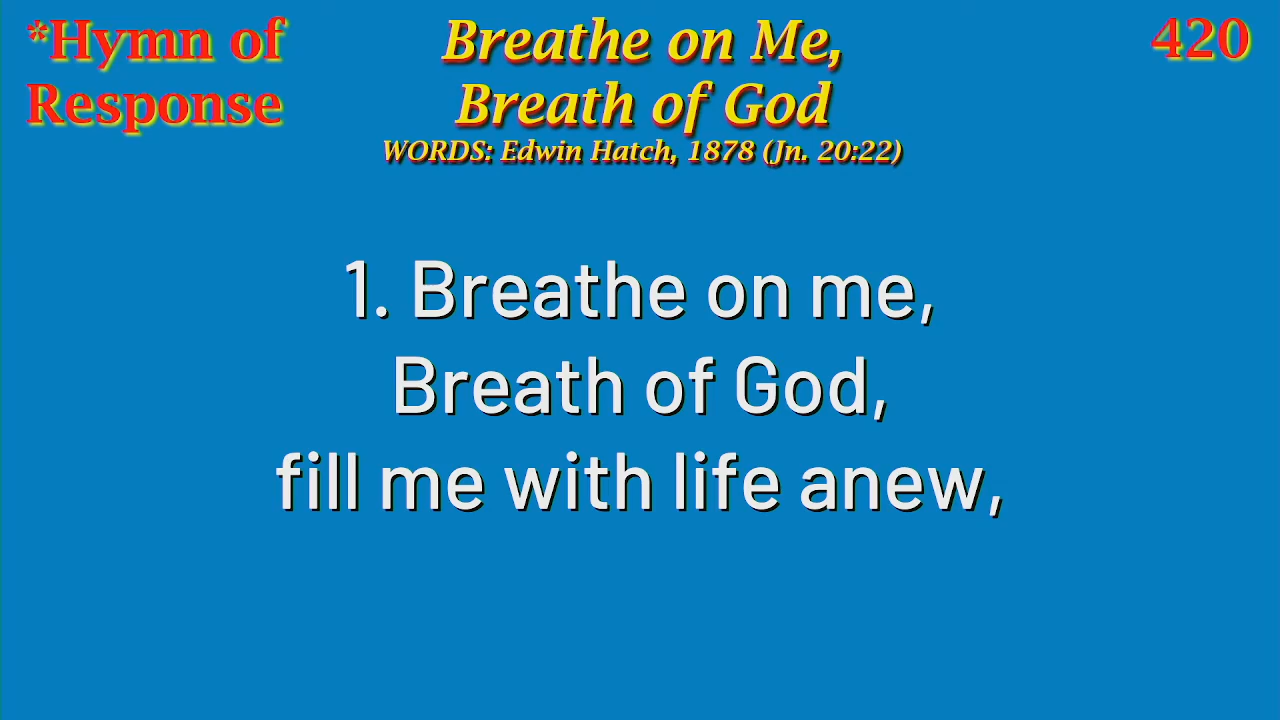 *Hymn of
Response
Breathe on Me,
Breath of God
WORDS: Edwin Hatch, 1878 (Jn. 20:22)
420
1. Breathe on me,
Breath of God,
fill me with life anew,